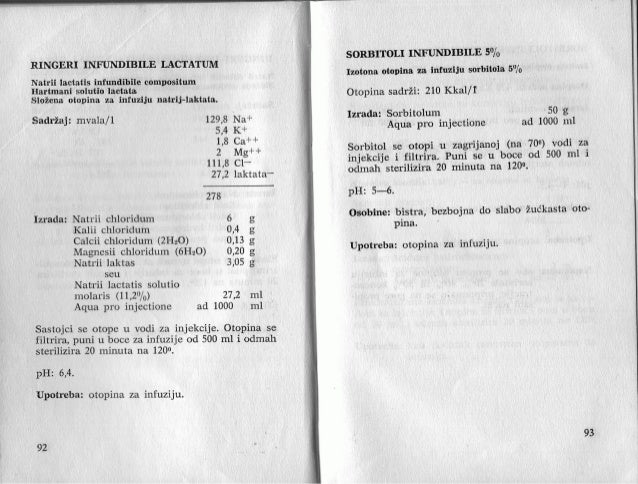 RINGERI INFUNDIBILE LACTATUM
Natrii lactatis infundibile compositum
Hartmani solutio lactata
Složena otopina za infuziju natrij-laktata.
Sadržaj: mvala/l 129,8 Na+
5,4 K+
1,8 Ca++
2 Mg++
111,8 Cl—
27,2 laktata—
278
Izrada: Natrii chloridum 6 g
Kalii chloridum 0,4 g
Calcii chloridum (2H₂O) 0,13 g
Magnesii chloridum (6H₂O) 0,20 g
Natrii laktas 3,05 g
seu
Natrii lactatis solutio
molaris (11,2%) 27,2 ml
Aqua pro injectione ad 1000 ml
Sastojci se otope u vodi za injekcije. Otopina se
filtrira, puni u boce za infuzije od 500 ml i odmah
sterilizira 20 minuta na 120⁰.
pH: 6,4.
Upotreba: otopina za infuziju.
92
SORBITOLI INFUNDIBILE 5%
Izotona otopina za infuziju sorbitola 5%
Otopina sadrži: 210 Kkal/l
Izrada: Sorbitolum 50 g
Aqua pro injectione ad 1000 ml
Sorbitol se otopi u zagrijanoj (na 70⁰) vodi za
injekcije i filtrira. Puni se u boce od 500 ml i
odmah sterilizira 20 minuta na 120⁰.
pH: 5—6.
Osobine: bistra, bezbojna do slabo žućkasta oto-
pina.
Upotreba: otopina za infuziju.
93